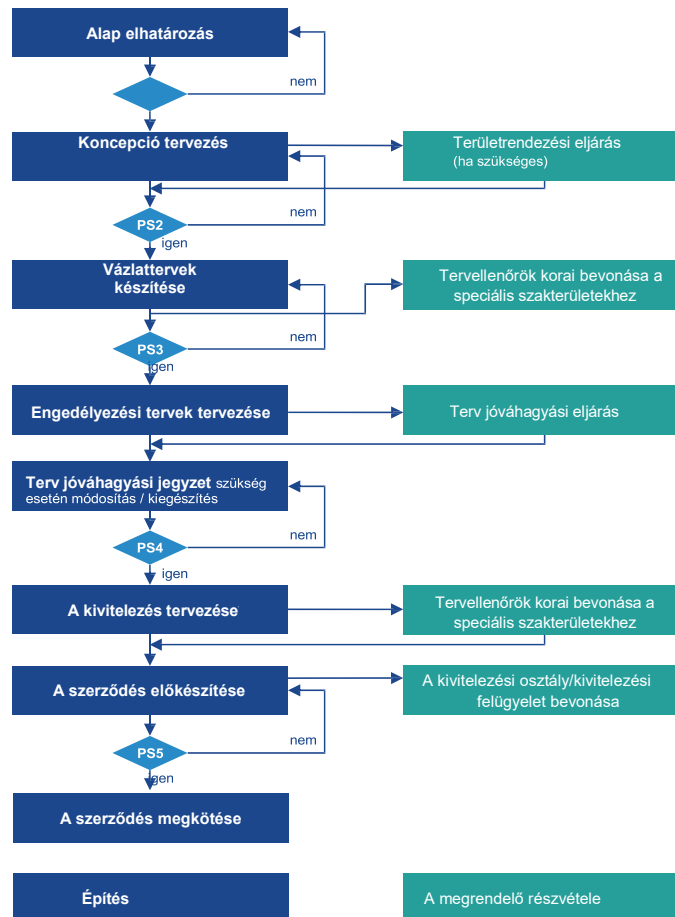 Alap elhatározás
nem
Koncepció tervezés
Területrendezési eljárás
(ha szükséges)
nem
PS2
igen
Vázlattervek
készítése
Tervellenőrök korai bevonása a
speciális szakterületekhez
nem
PS3
igen
Engedélyezési tervek tervezése
Terv jóváhagyási eljárás
Terv jóváhagyási jegyzet szükség
esetén módosítás / kiegészítés
nem
PS4
igen
A kivitelezés tervezése
Tervellenőrök korai bevonása a
speciális szakterületekhez
A szerződés előkészítése
A kivitelezési osztály/kivitelezési
felügyelet bevonása
nem
PS5
igen
A szerződés megkötése
Építés
A megrendelő részvétele